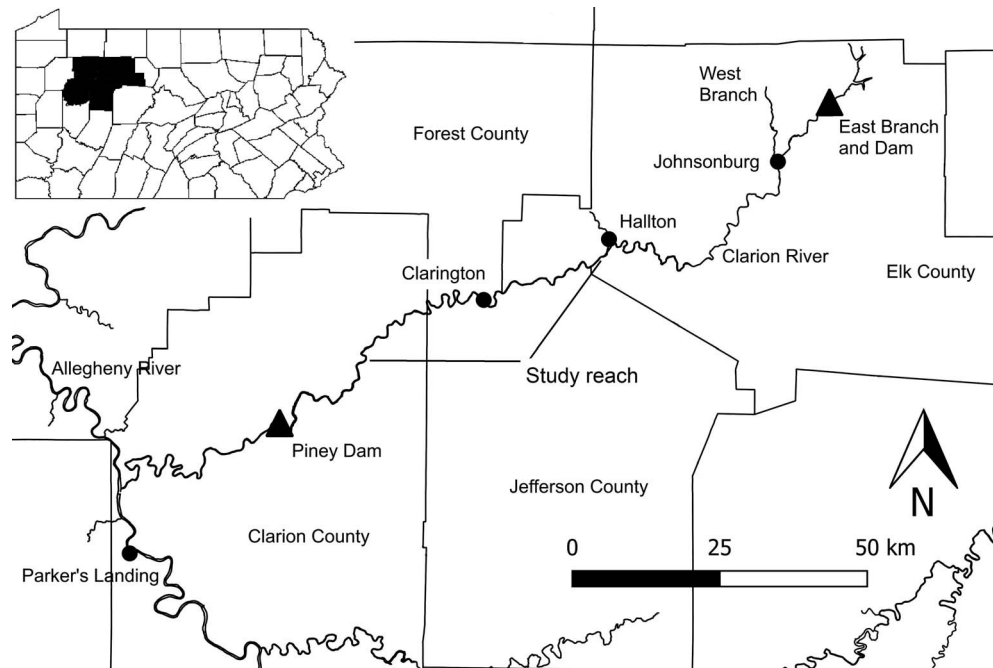 West
Branch
Forest County
East Branch
and Dam
Johnsonburg
Hallton
Clarion River
Clarington
Elk County
Allegheny River
Study reach
Piney Dam
Jefferson County
N
Clarion County
0 25 50 km
Parker's Landing